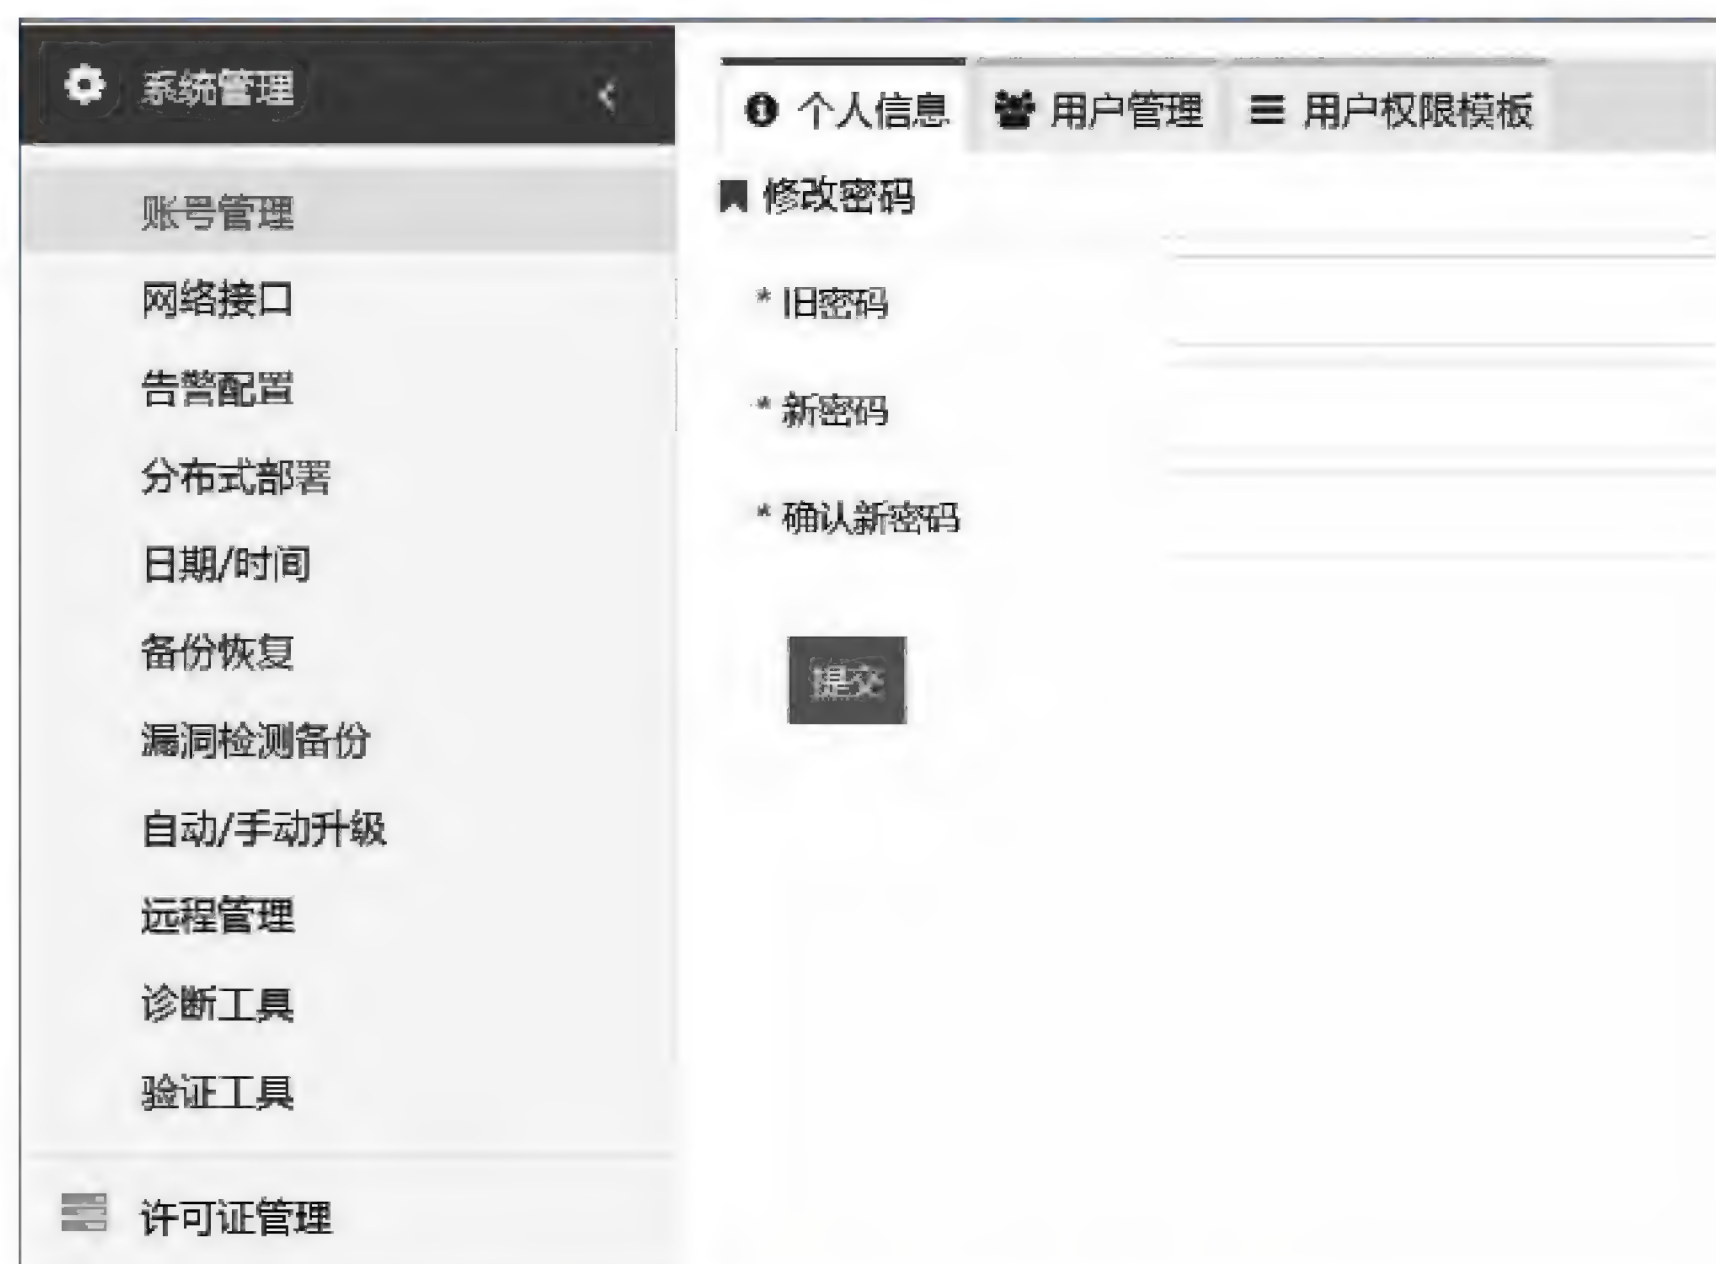 系统管理
账号管理
网络接口
告警配置
分布式部署
日期/时间
备份恢复
漏洞检测备份
自动/手动升级
远程管理
诊断工具
验证工具
许可证管理
个人信息 用户管理 用户权限模板
修改密码
* 旧密码
* 新密码
* 确认新密码
提交